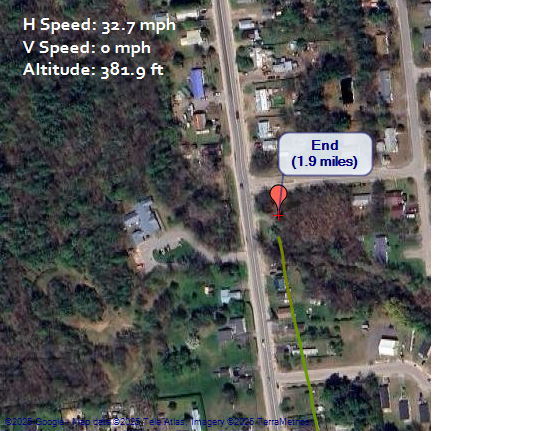 H Speed: 32.7 mph
V Speed: 0 mph
Altitude: 381.9 ft
End
(1.9 miles)
©2025 Google - Map data ©2025 Tele Atlas, Imagery ©2025 TerraMetrics